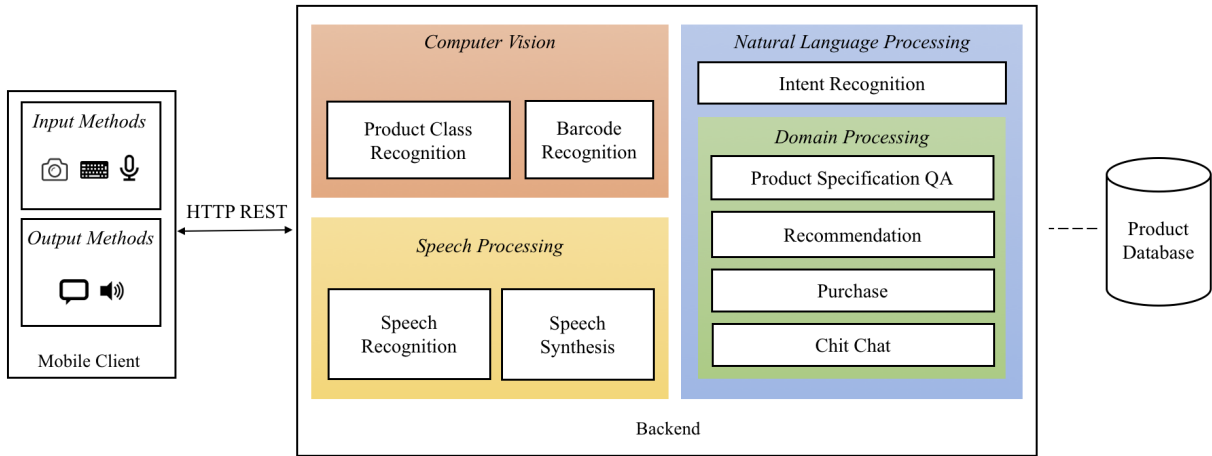 Input Methods
Output Methods
Mobile Client
HTTP REST
Computer Vision
Product Class
Recognition
Barcode
Recognition
Speech Processing
Speech
Recognition
Speech
Synthesis
Natural Language Processing
Intent Recognition
Domain Processing
Product Specification QA
Recommendation
Purchase
Chit Chat
Backend
Product
Database